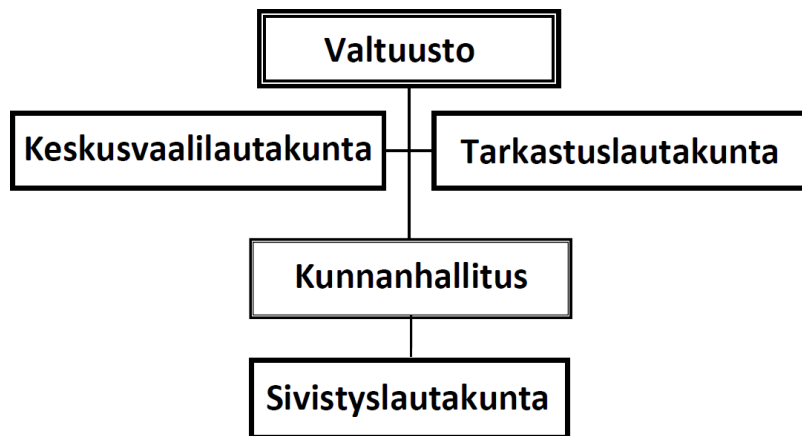 Valtuusto
Keskusvaalilautakunta
Tarkastuslautakunta
Kunnanhallitus
Sivistyslautakunta